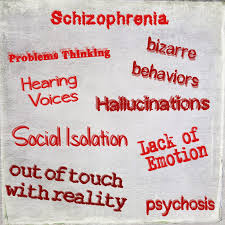 Schizophrenia
Problems Thinking
bizarre
behaviors
Hearing
Voices
Hallucinations
Social Isolation
Lack of
Emotion
out of touch
with reality
psychosis